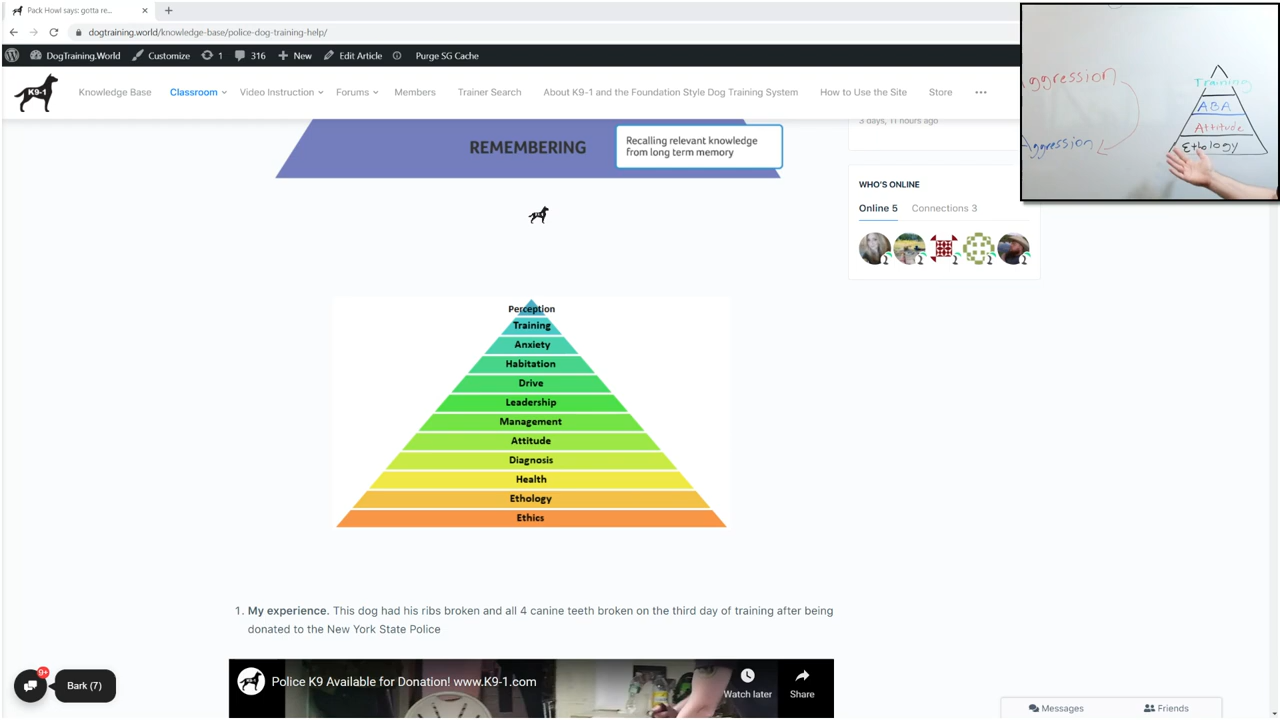 Pack Howl says: gotta re...
dogtraining.world/knowledge-base/police-dog-training-help/
DogTraining.World
Customize
1
316
New
Edit Article
Purge SG Cache
K9-1
Knowledge Base
Classroom
Video Instruction
Forums
Members
Trainer Search
About K9-1 and the Foundation Style Dog Training System
How to Use the Site
Store
Aggression
Aggression
Training
ABA
Attitude
Ethology
3 days, 11 hours ago
REMEMBERING
Recalling relevant knowledge
from long term memory
WHO'S ONLINE
Online 5
Connections 3
Perception
Training
Anxiety
Habitation
Drive
Leadership
Management
Attitude
Diagnosis
Health
Ethology
Ethics
1. My experience. This dog had his ribs broken and all 4 canine teeth broken on the third day of training after being
donated to the New York State Police
Police K9 Available for Donation! www.K9-1.com
Watch later
Share
9+
Bark (7)
Messages
Friends